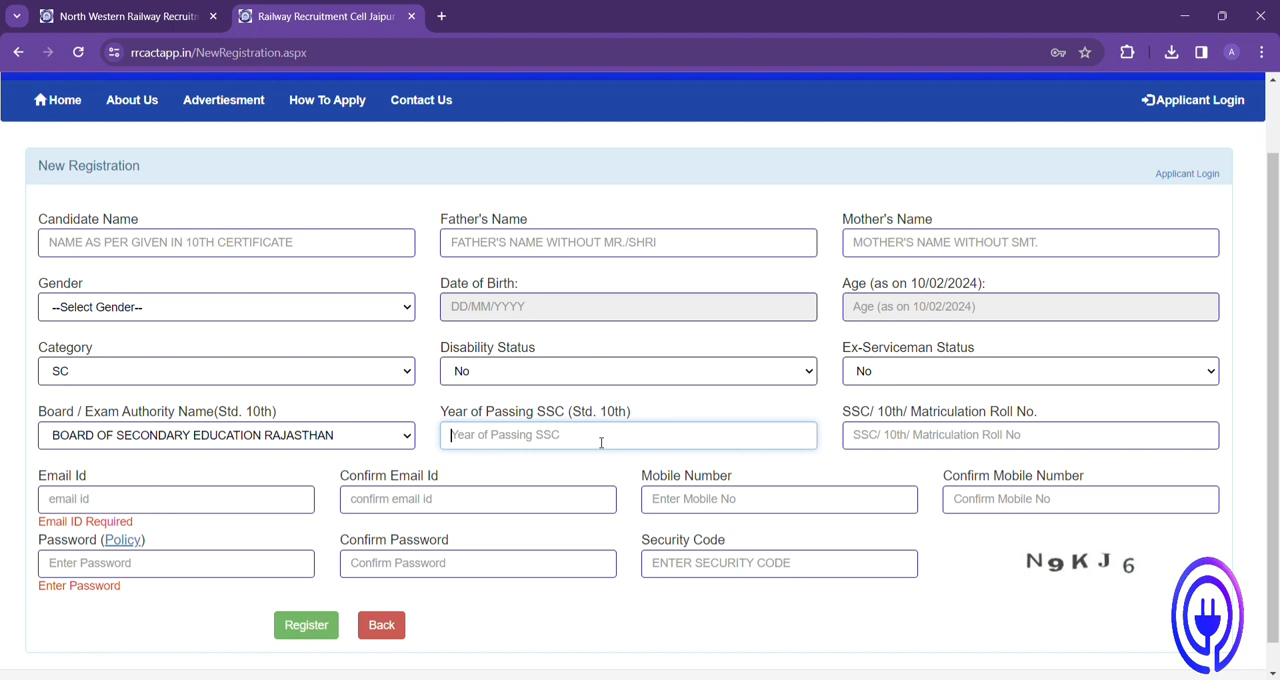 North Western Railway Recruitm
Railway Recruitment Cell Jaipur
rrcactapp.in/NewRegistration.aspx
A
Home About Us Advertiesment How To Apply Contact Us Applicant Login
New Registration
Applicant Login
Candidate Name Father's Name Mother's Name
NAME AS PER GIVEN IN 10TH CERTIFICATE FATHER'S NAME WITHOUT MR./SHRI MOTHER'S NAME WITHOUT SMT.
Gender Date of Birth: Age (as on 10/02/2024):
--Select Gender-- DD/MM/YYYY Age (as on 10/02/2024)
Category Disability Status Ex-Serviceman Status
SC No No
Board / Exam Authority Name(Std. 10th) Year of Passing SSC (Std. 10th) SSC/ 10th/ Matriculation Roll No.
BOARD OF SECONDARY EDUCATION RAJASTHAN Year of Passing SSC SSC/ 10th/ Matriculation Roll No
Email Id Confirm Email Id Mobile Number Confirm Mobile Number
email id confirm email id Enter Mobile No Confirm Mobile No
Email ID Required
Password (Policy) Confirm Password Security Code
Enter Password Confirm Password ENTER SECURITY CODE N9KJ6
Enter Password
Register Back